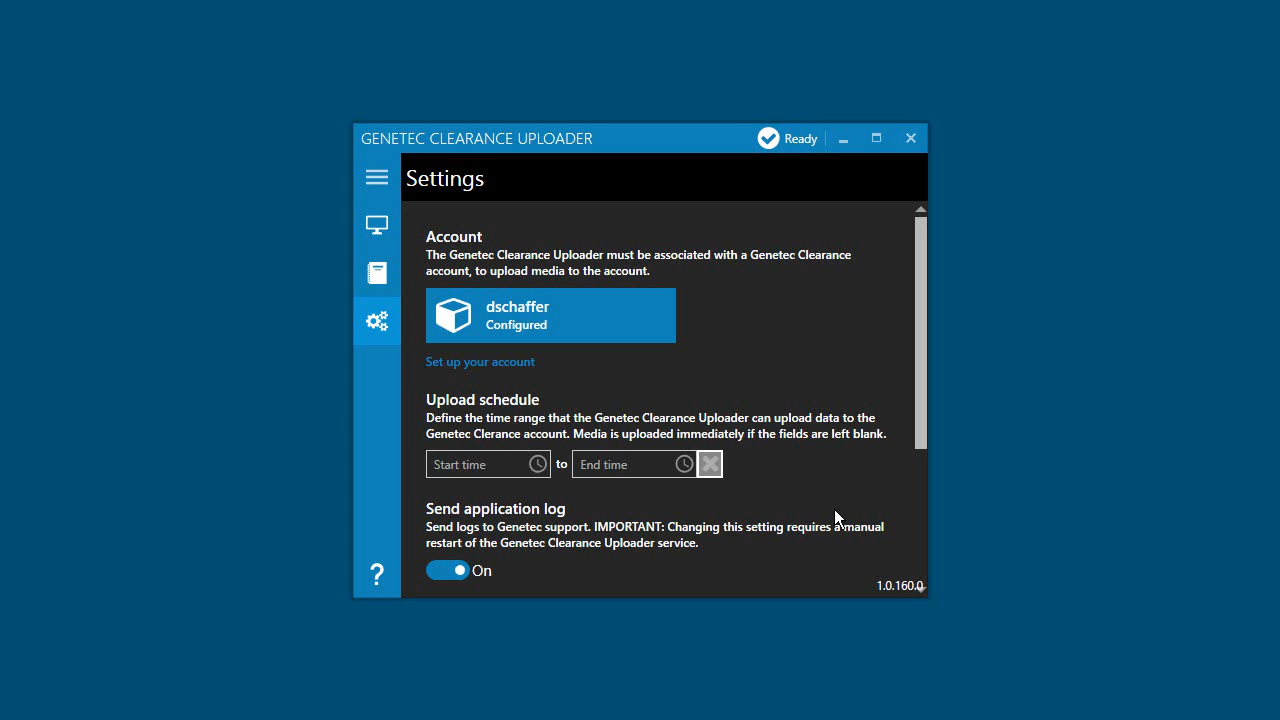 GENETEC CLEARANCE UPLOADER
Ready
Settings
Account
The Genetec Clearance Uploader must be associated with a Genetec Clearance
account, to upload media to the account.
dschaffer
Configured
Set up your account
Upload schedule
Define the time range that the Genetec Clearance Uploader can upload data to the
Genetec Clerance account. Media is uploaded immediately if the fields are left blank.
Start time to End time
Send application log
Send logs to Genetec support. IMPORTANT: Changing this setting requires a manual
restart of the Genetec Clearance Uploader service.
On
?
1.0.160.0